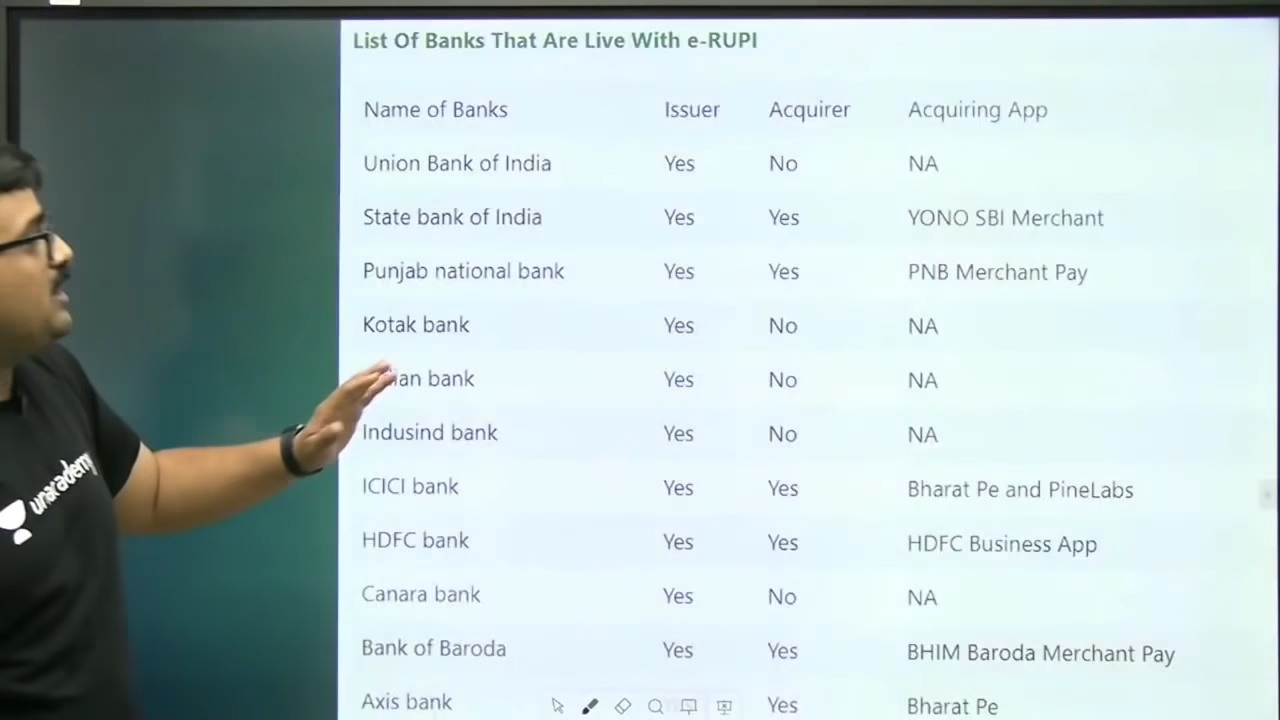 List Of Banks That Are Live With e-RUPI
Name of Banks Issuer Acquirer Acquiring App
Union Bank of India Yes No NA
State bank of India Yes Yes YONO SBI Merchant
Punjab national bank Yes Yes PNB Merchant Pay
Kotak bank Yes No NA
bank Yes No NA
Indusind bank Yes No NA
ICICI bank Yes Yes Bharat Pe and PineLabs
HDFC bank Yes Yes HDFC Business App
Canara bank Yes No NA
Bank of Baroda Yes Yes BHIM Baroda Merchant Pay
Axis bank Yes Bharat Pe
unacademy